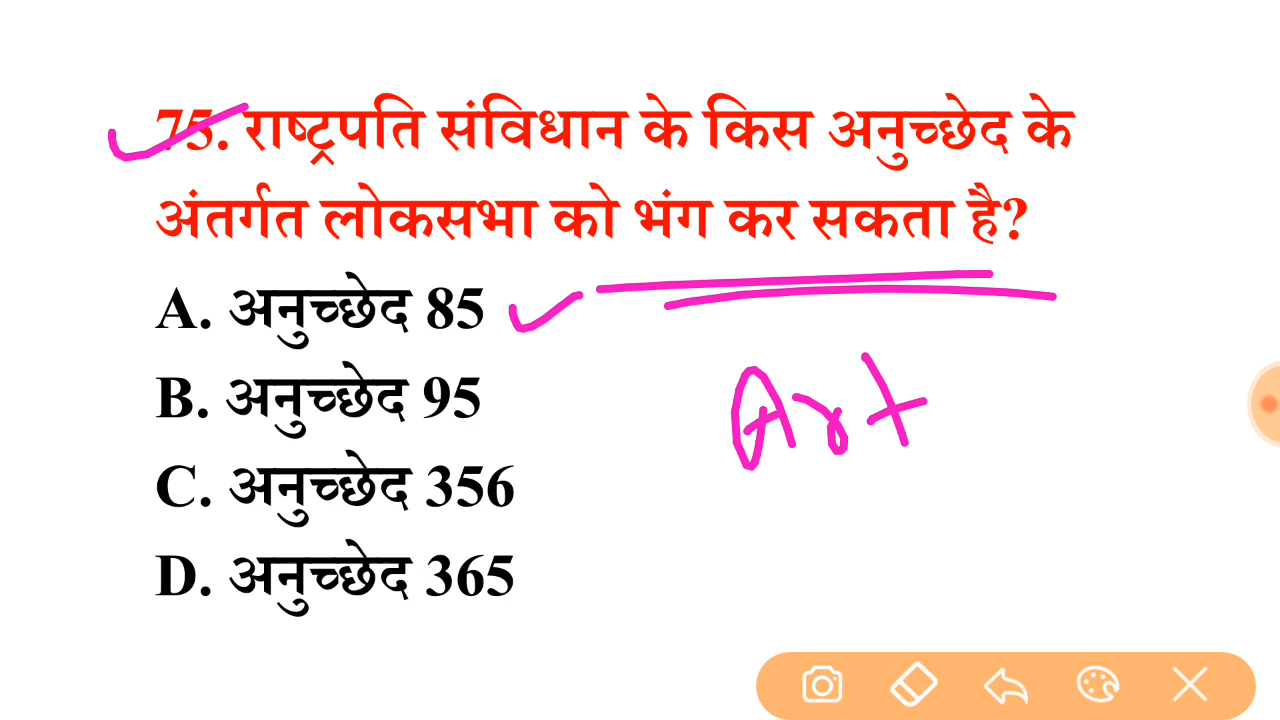 75. राष्ट्रपति संविधान के किस अनुच्छेद के
अंतर्गत लोकसभा को भंग कर सकता है?
A. अनुच्छेद 85
B. अनुच्छेद 95
C. अनुच्छेद 356
D. अनुच्छेद 365
Art